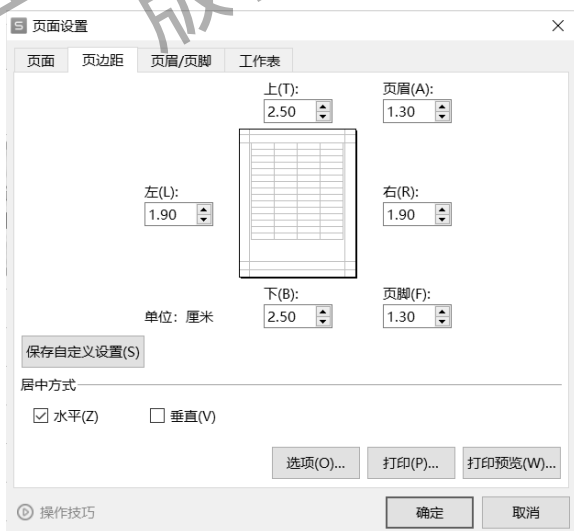 版
S 页面设置
页面 页边距 页眉/页脚 工作表
上(T): 页眉(A):
2.50 1.30
左(L): 右(R):
1.90 1.90
下(B): 页脚(F):
单位：厘米 2.50 1.30
保存自定义设置(S)
居中方式
水平(Z) 垂直(V)
选项(O)... 打印(P)... 打印预览(W)...
操作技巧 确定 取消